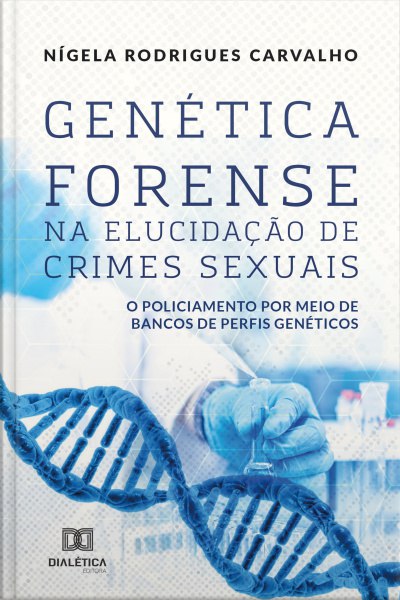 NÍGELA RODRIGUES CARVALHO
GENÉTICA
FORENSE
NA ELUCIDAÇÃO DE
CRIMES SEXUAIS
O POLICIAMENTO POR MEIO DE
BANCOS DE PERFIS GENÉTICOS
DIALÉTICA
EDITORA